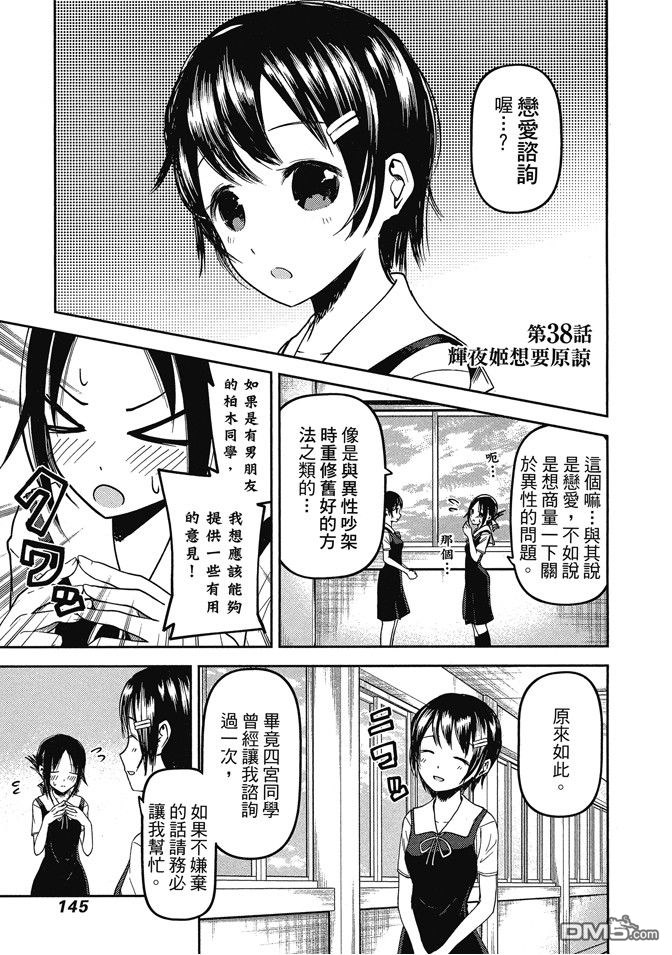 戀愛諮詢
喔…?
第38話
輝夜姬想要原諒
這個嘛…與其說
是戀愛，不如說
是想商量一下關
於異性的問題。
呃…
那個…
像是與異性吵架
時重修舊好的方
法之類的…
如果是有男朋友
的柏木同學，
我想應該能夠
提供一些有用
的意見！
クワッ
原來如此。
ニコッ
畢竟四宮同學
曾經讓我諮詢
過一次，
如果不嫌棄
的話請務必
讓我幫忙。
145
DM5.com